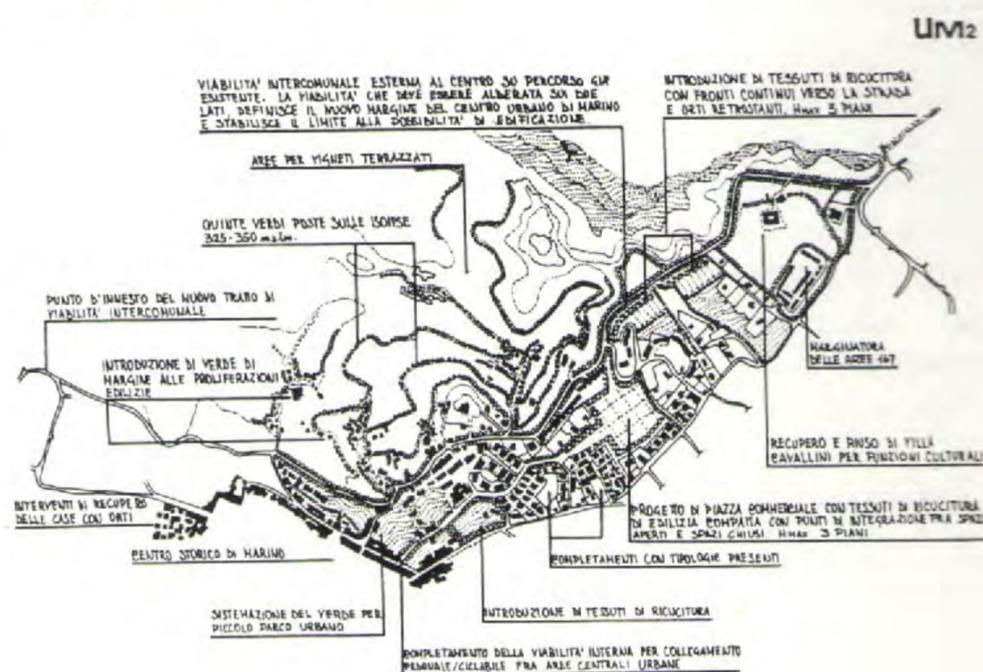 UM2
VIABILITA' INTERCOMUNALE ESTERNA AL CENTRO SU PERCORSO GIA'
ESISTENTE. LA VIABILITA' CHE DEVE ESSERE ALBERATA SUI DUE
LATI, DEFINISCE IL NUOVO MARGINE DEL CENTRO URBANO DI MARINO
E STABILISCE IL LIMITE ALLA POSSIBILITA' DI EDIFICAZIONE.
INTRODUZIONE DI TESSUTI DI RICUCITURA
CON FRONTI CONTINUI VERSO LA STRADA
E ORTI RETROSTANTI. Hmax 3 PIANI
AREE PER VIGNETI TERRAZZATI
QUINTE VERDI POSTE SULLE ISOIPSE
325-350 m.s.l.m.
PUNTO D'INNESTO DEL NUOVO TRATTO DI
VIABILITA' INTERCOMUNALE
INTRODUZIONE DI VERDE DI
MARGINE ALLE PROLIFERAZIONI
EDILIZIE
MARGINATURA
DELLE AREE 167
RECUPERO E RIUSO DI VILLA
CAVALLINI PER FUNZIONI CULTURALI
INTERVENTI DI RECUPERO
DELLE CASE CON ORTI
PROGETTO DI PIAZZA COMMERCIALE CON TESSUTI DI RICUCITURA
DI EDILIZIA COMPATTA CON PUNTI DI INTEGRAZIONE FRA SPAZI
APERTI E SPAZI CHIUSI. Hmax 3 PIANI
CENTRO STORICO DI MARINO
COMPLETAMENTI CON TIPOLOGIE PRESENTI
SISTEMAZIONE DEL VERDE PER
PICCOLO PARCO URBANO
INTRODUZIONE DI TESSUTI DI RICUCITURA
COMPLETAMENTO DELLA VIABILITA' INTERNA PER COLLEGAMENTO
PEDONALE/CICLABILE FRA AREE CENTRALI URBANE